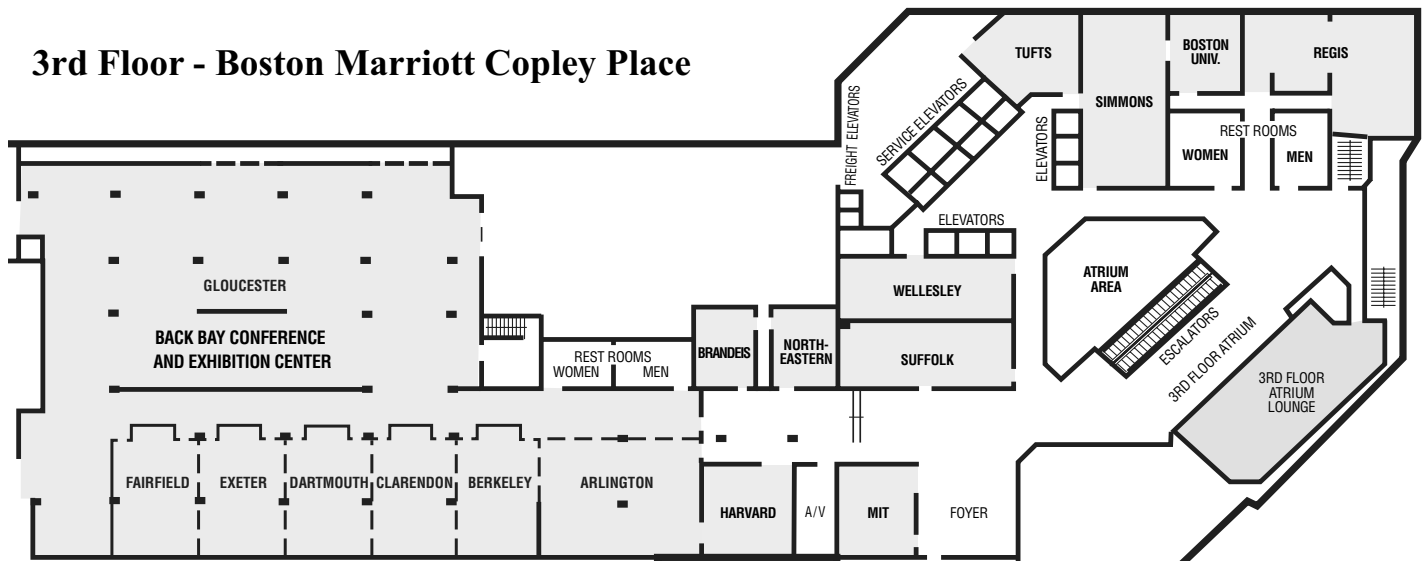 3rd Floor - Boston Marriott Copley Place
TUFTS
SIMMONS
BOSTON
UNIV.
REGIS
FREIGHT ELEVATORS
SERVICE ELEVATORS
ELEVATORS
REST ROOMS
WOMEN
MEN
ELEVATORS
WELLESLEY
SUFFOLK
ATRIUM
AREA
ESCALATORS
3RD FLOOR ATRIUM
3RD FLOOR
ATRIUM
LOUNGE
GLOUCESTER
BACK BAY CONFERENCE
AND EXHIBITION CENTER
REST ROOMS
WOMEN
MEN
BRANDEIS
NORTH-
EASTERN
FAIRFIELD
EXETER
DARTMOUTH
CLARENDON
BERKELEY
ARLINGTON
HARVARD
A/V
MIT
FOYER